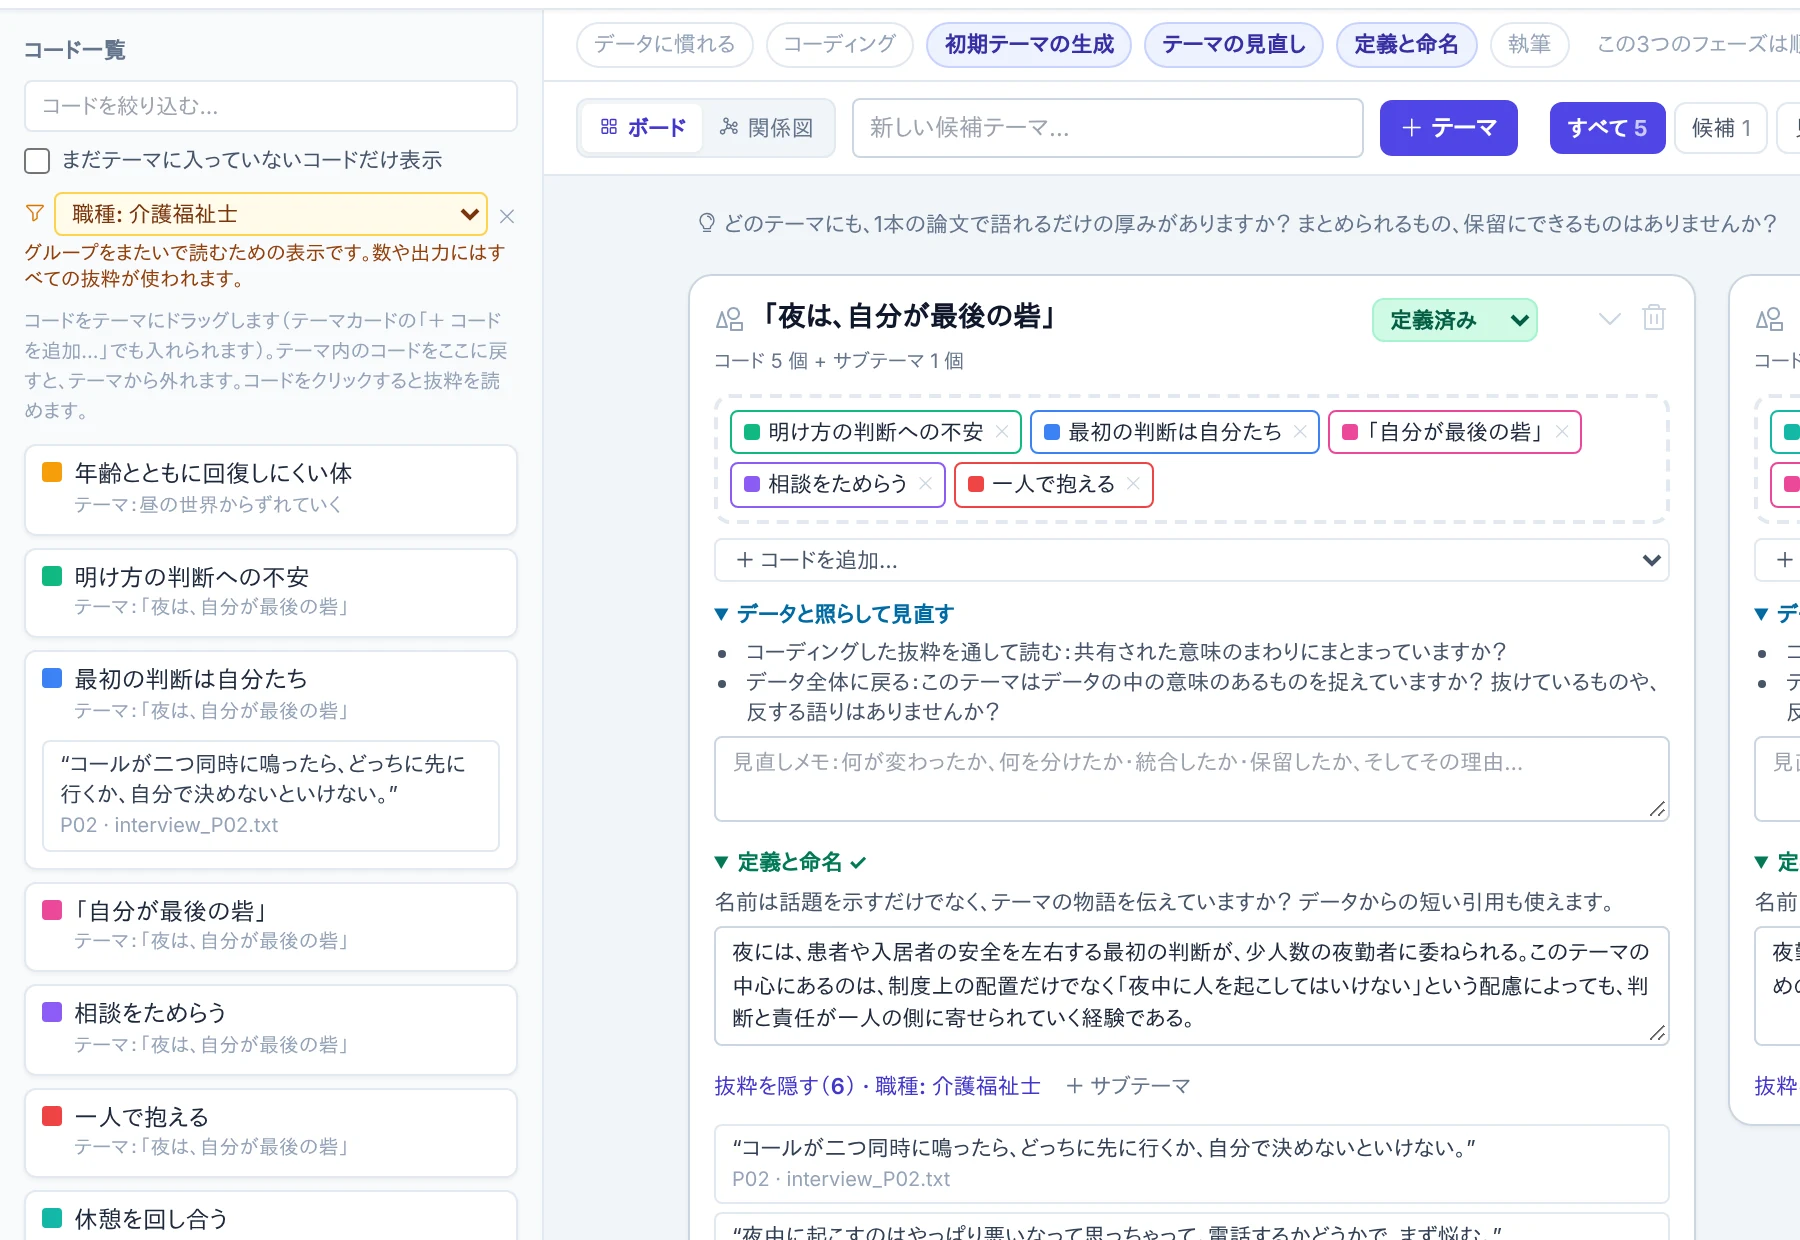 コード一覧
コードを絞り込む...
まだテーマに入っていないコードだけ表示
職種: 介護福祉士
グループをまたいで読むための表示です。数や出力にはす
べての抜粋が使われます。
コードをテーマにドラッグします（テーマカードの「＋ コード
を追加...」でも入れられます）。テーマ内のコードをここに戻
すと、テーマから外れます。コードをクリックすると抜粋を読
めます。
年齢とともに回復しにくい体
テーマ：昼の世界からずれていく
明け方の判断への不安
テーマ：「夜は、自分が最後の砦」
最初の判断は自分たち
テーマ：「夜は、自分が最後の砦」
“コールが二つ同時に鳴ったら、どっちに先に
行くか、自分で決めないといけない。”
P02 · interview_P02.txt
「自分が最後の砦」
テーマ：「夜は、自分が最後の砦」
相談をためらう
テーマ：「夜は、自分が最後の砦」
一人で抱える
テーマ：「夜は、自分が最後の砦」
休憩を回し合う
データに慣れる
コーディング
初期テーマの生成
テーマの見直し
定義と命名
執筆
この3つのフェーズは
ボード
関係図
新しい候補テーマ...
＋ テーマ
すべて 5
候補 1
どのテーマにも、1本の論文で語れるだけの厚みがありますか？ まとめられるもの、保留にできるものはありませんか？
「夜は、自分が最後の砦」
定義済み
コード 5 個 + サブテーマ 1 個
明け方の判断への不安
最初の判断は自分たち
「自分が最後の砦」
相談をためらう
一人で抱える
＋ コードを追加...
▼ データと照らして見直す
• コーディングした抜粋を通して読む：共有された意味のまわりにまとまっていますか？
• データ全体に戻る：このテーマはデータの中の意味のあるものを捉えていますか？ 抜けているものや、
反する語りはありませんか？
見直しメモ：何が変わったか、何を分けたか・統合したか・保留したか、そしてその理由...
▼ 定義と命名 ✓
名前は話題を示すだけでなく、テーマの物語を伝えていますか？ データからの短い引用も使えます。
夜には、患者や入居者の安全を左右する最初の判断が、少人数の夜勤者に委ねられる。このテーマの
中心にあるのは、制度上の配置だけでなく「夜中に人を起こしてはいけない」という配慮によっても、判
断と責任が一人の側に寄せられていく経験である。
抜粋を隠す（6）· 職種: 介護福祉士
＋ サブテーマ
“コールが二つ同時に鳴ったら、どっちに先に行くか、自分で決めないといけない。”
P02 · interview_P02.txt
“夜中に起こすのはやっぱり悪いなって思っちゃって、電話するかどうかで、まず悩む。”
コード
＋
名前
抜粋